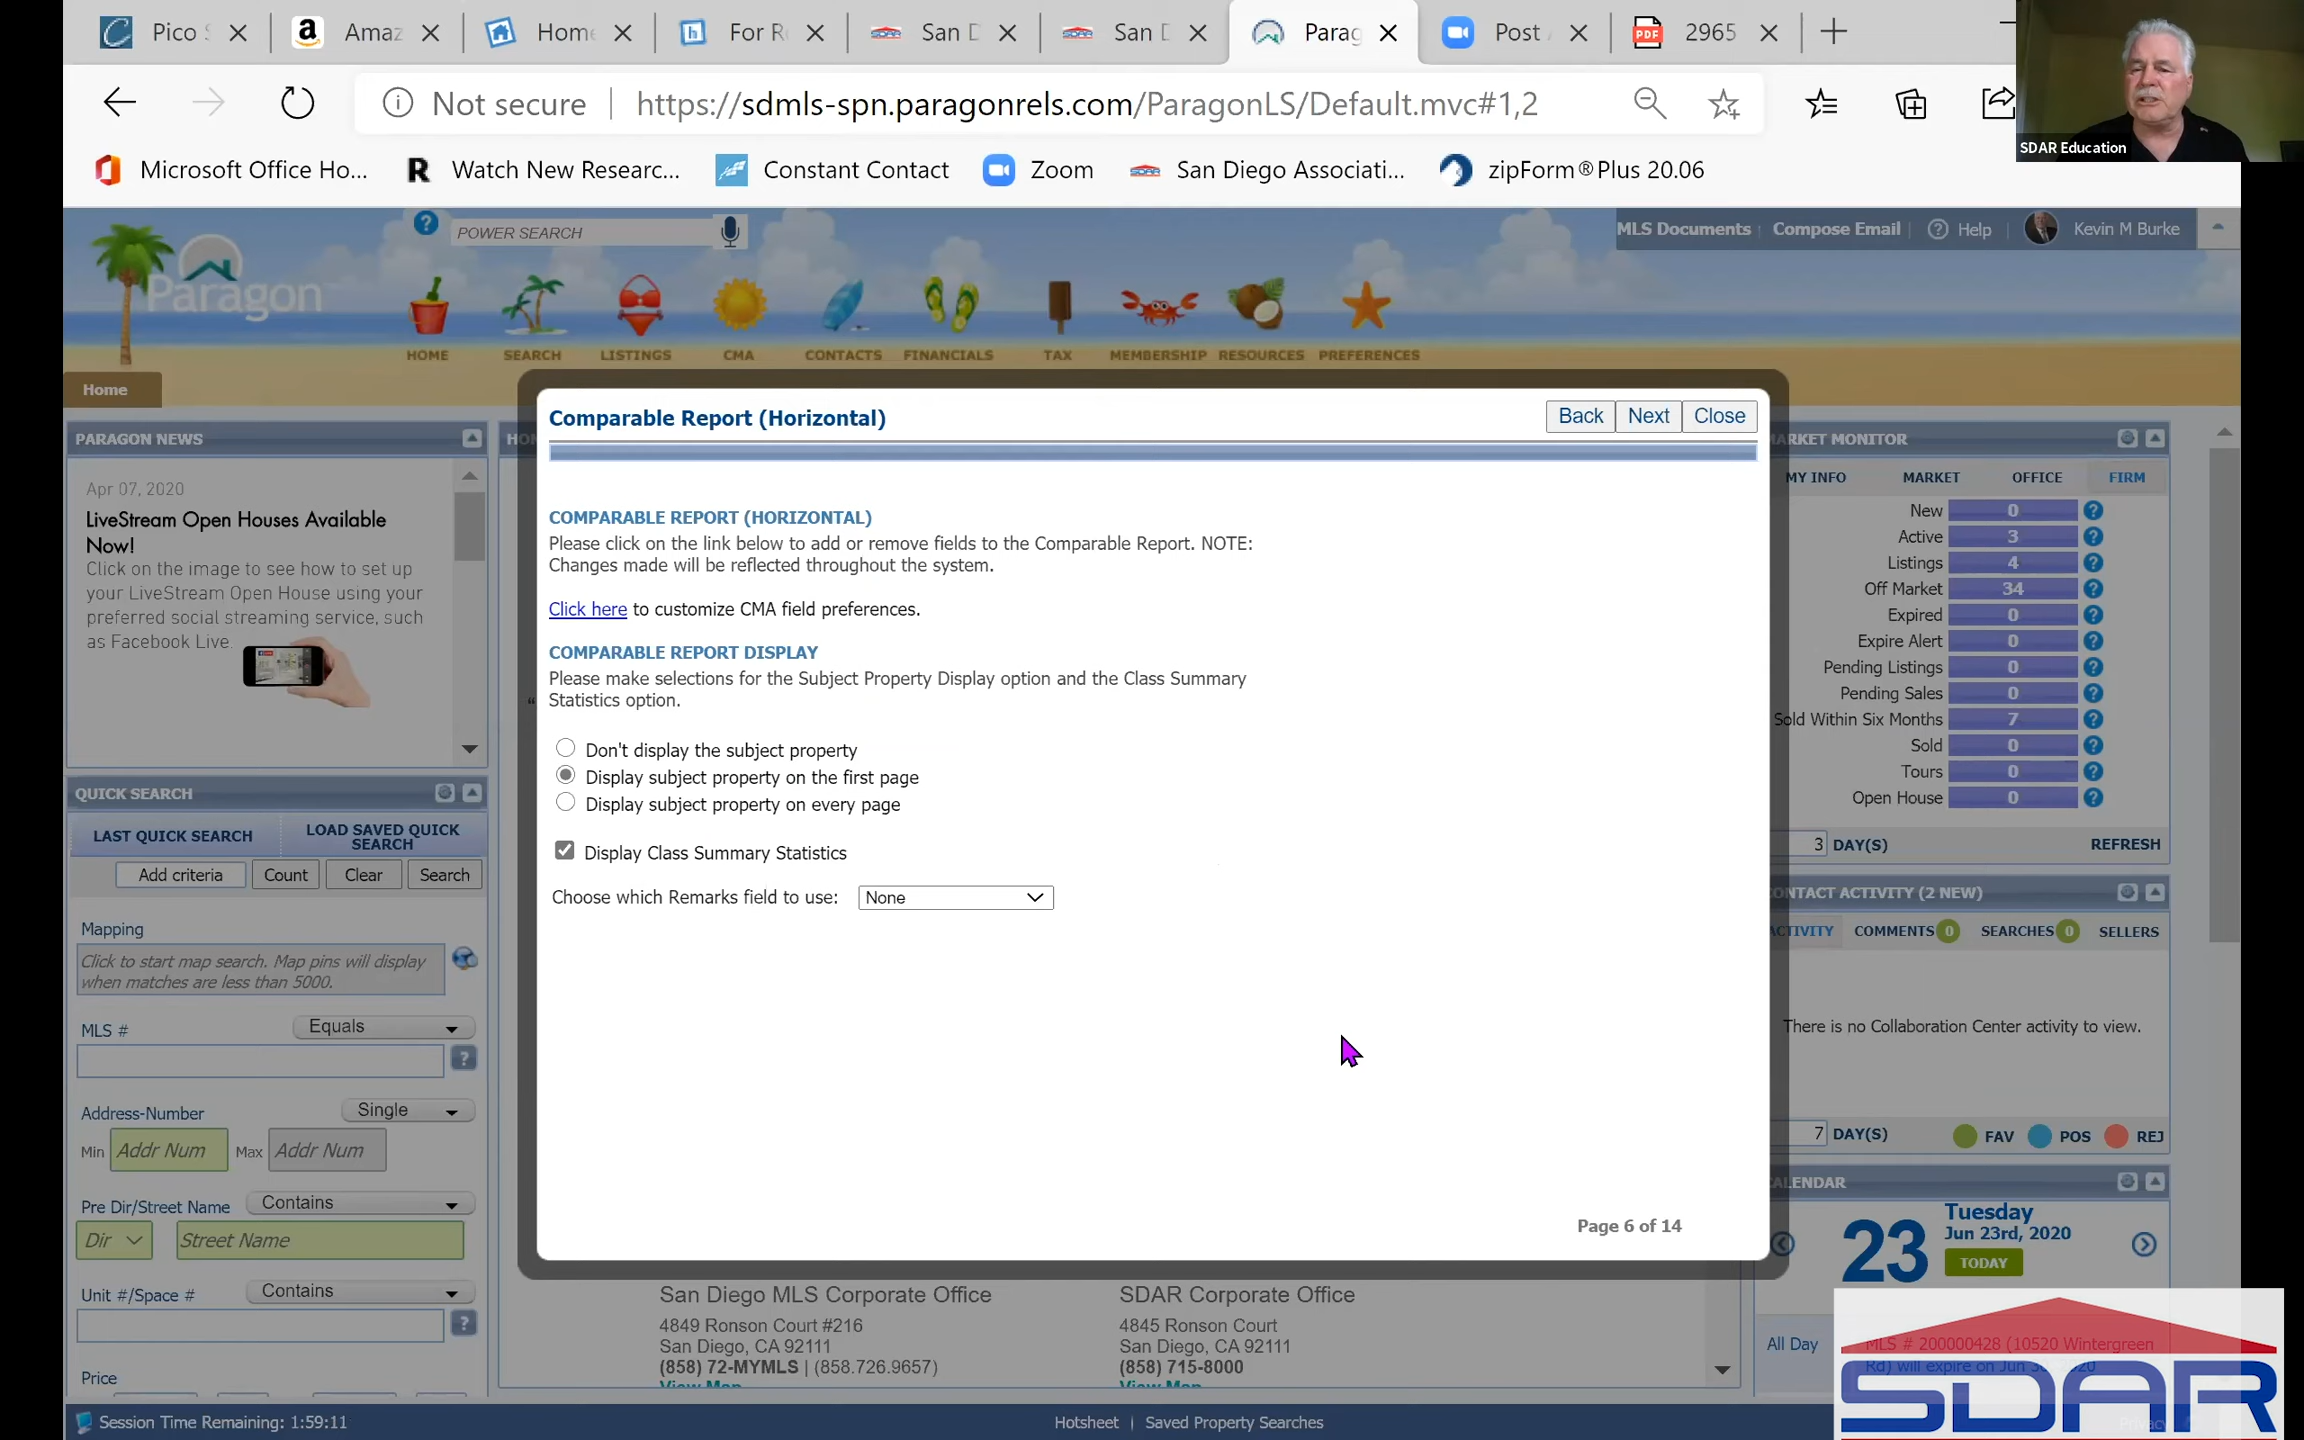 Pico S
Amaz
Home
For R
San D
San D
Parag
Post
2965
Not secure
https://sdmls-spn.paragonrels.com/ParagonLS/Default.mvc#1,2
SDAR Education
Microsoft Office Ho...
Watch New Researc...
Constant Contact
Zoom
San Diego Associati...
zipForm®Plus 20.06
Paragon
POWER SEARCH
MLS Documents
Compose Email
Help
Kevin M Burke
HOME
SEARCH
LISTINGS
CMA
CONTACTS
FINANCIALS
TAX
MEMBERSHIP
RESOURCES
PREFERENCES
Home
PARAGON NEWS
Apr 07, 2020
LiveStream Open Houses Available
Now!
Click on the image to see how to set up
your LiveStream Open House using your
preferred social streaming service, such
as Facebook Live.
QUICK SEARCH
LAST QUICK SEARCH
LOAD SAVED QUICK
SEARCH
Add criteria
Count
Clear
Search
Mapping
Click to start map search. Map pins will display
when matches are less than 5000.
MLS #
Equals
Address-Number
Single
Min
Addr Num
Max
Addr Num
Pre Dir/Street Name
Contains
Dir
Street Name
Unit #/Space #
Contains
Price
Comparable Report (Horizontal)
Back
Next
Close
COMPARABLE REPORT (HORIZONTAL)
Please click on the link below to add or remove fields to the Comparable Report. NOTE:
Changes made will be reflected throughout the system.
Click here to customize CMA field preferences.
COMPARABLE REPORT DISPLAY
Please make selections for the Subject Property Display option and the Class Summary
Statistics option.
Don't display the subject property
Display subject property on the first page
Display subject property on every page
Display Class Summary Statistics
Choose which Remarks field to use:
None
Page 6 of 14
San Diego MLS Corporate Office
4849 Ronson Court #216
San Diego, CA 92111
(858) 72-MYMLS | (858.726.9657)
View Map
SDAR Corporate Office
4845 Ronson Court
San Diego, CA 92111
(858) 715-8000
View Map
ARKET MONITOR
MY INFO
MARKET
OFFICE
FIRM
New 0
Active 3
Listings 4
Off Market 34
Expired 0
Expire Alert 0
Pending Listings 0
Pending Sales 0
Sold Within Six Months 7
Sold 0
Tours 0
Open House 0
3 DAY(S)
REFRESH
ONTACT ACTIVITY (2 NEW)
CTIVITY
COMMENTS 0
SEARCHES 0
SELLERS
There is no Collaboration Center activity to view.
7 DAY(S)
FAV
POS
REJ
ALENDAR
23
Tuesday
Jun 23rd, 2020
TODAY
All Day
MLS # 200000428 (10520 Wintergreen
Rd) will expire on Jun
SDAR
Session Time Remaining: 1:59:11
Hotsheet | Saved Property Searches